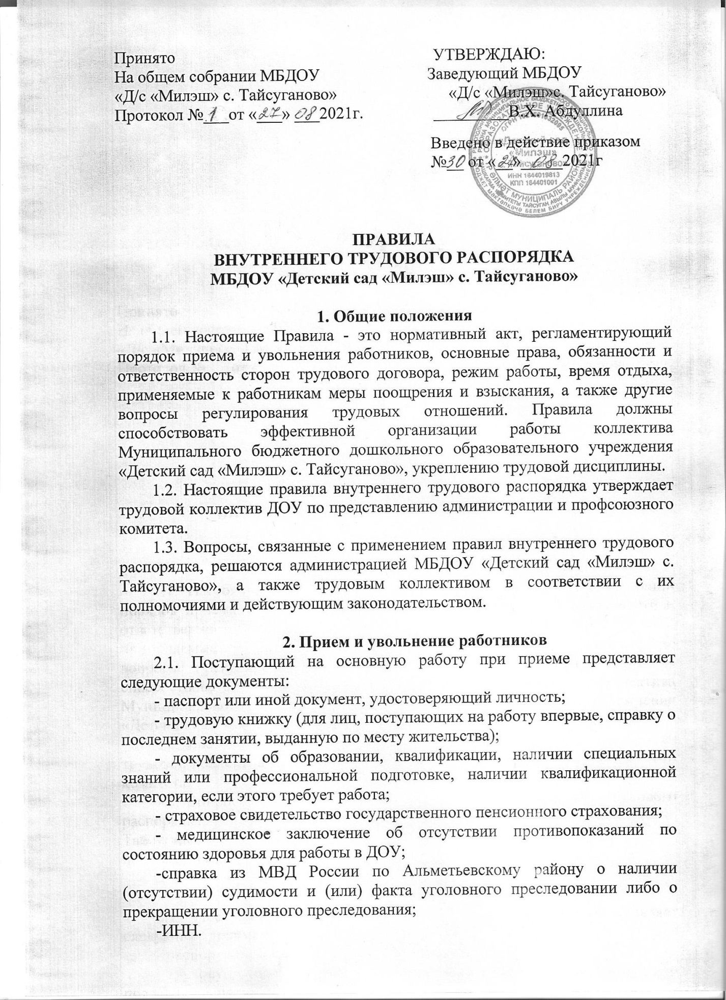 Принято
На общем собрании МБДОУ
«Д/с «Милэш» с. Тайсуганово»
Протокол №_1_от «27» 08 2021г.
УТВЕРЖДАЮ:
Заведующий МБДОУ
«Д/с «Милэш»с. Тайсуганово»
__________В.Х. Абдуллина
Введено в действие приказом
№30 от «27» 08 2021г
«Детский сад
«Милэш»
с. Тайсуганово»
ИНН 1644019813
КПП 164401001
ПРАВИЛА
ВНУТРЕННЕГО ТРУДОВОГО РАСПОРЯДКА
МБДОУ «Детский сад «Милэш» с. Тайсуганово»
1. Общие положения
1.1. Настоящие Правила - это нормативный акт, регламентирующий
порядок приема и увольнения работников, основные права, обязанности и
ответственность сторон трудового договора, режим работы, время отдыха,
применяемые к работникам меры поощрения и взыскания, а также другие
вопросы регулирования трудовых отношений. Правила должны
способствовать эффективной организации работы коллектива
Муниципального бюджетного дошкольного образовательного учреждения
«Детский сад «Милэш» с. Тайсуганово», укреплению трудовой дисциплины.
1.2. Настоящие правила внутреннего трудового распорядка утверждает
трудовой коллектив ДОУ по представлению администрации и профсоюзного
комитета.
1.3. Вопросы, связанные с применением правил внутреннего трудового
распорядка, решаются администрацией МБДОУ «Детский сад «Милэш» с.
Тайсуганово», а также трудовым коллективом в соответствии с их
полномочиями и действующим законодательством.
2. Прием и увольнение работников
2.1. Поступающий на основную работу при приеме представляет
следующие документы:
- паспорт или иной документ, удостоверяющий личность;
- трудовую книжку (для лиц, поступающих на работу впервые, справку о
последнем занятии, выданную по месту жительства);
- документы об образовании, квалификации, наличии специальных
знаний или профессиональной подготовке, наличии квалификационной
категории, если этого требует работа;
- страховое свидетельство государственного пенсионного страхования;
- медицинское заключение об отсутствии противопоказаний по
состоянию здоровья для работы в ДОУ;
-справка из МВД России по Альметьевскому району о наличии
(отсутствии) судимости и (или) факта уголовного преследовании либо о
прекращении уголовного преследования;
-ИНН.